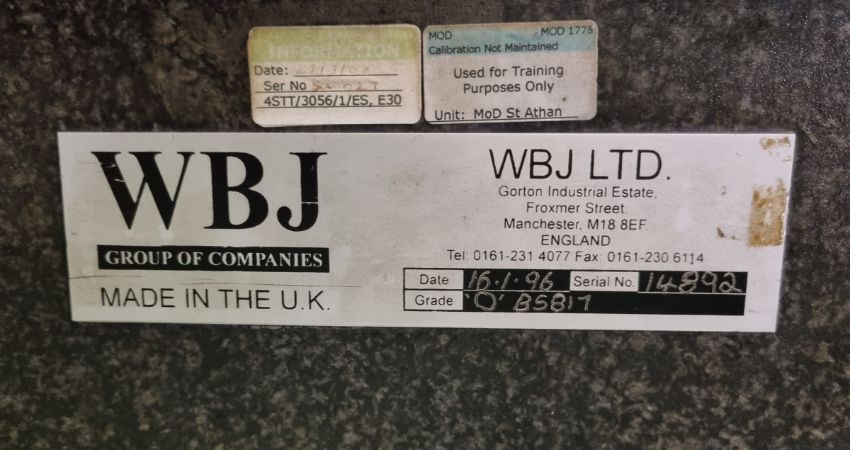 INFORMATION
Date:
Ser No
4STT/3056/1/ES, E30
MOD MOD 1778
Calibration Not Maintained
Used for Training
Purposes Only
Unit: MoD St Athan
WBJ
GROUP OF COMPANIES
MADE IN THE U.K.
WBJ LTD.
Gorton Industrial Estate,
Froxmer Street,
Manchester, M18 8EF
ENGLAND
Tel: 0161-231 4077 Fax: 0161-230 6114
Date 16.1.96 Serial No. 14892
Grade 'O' BS817